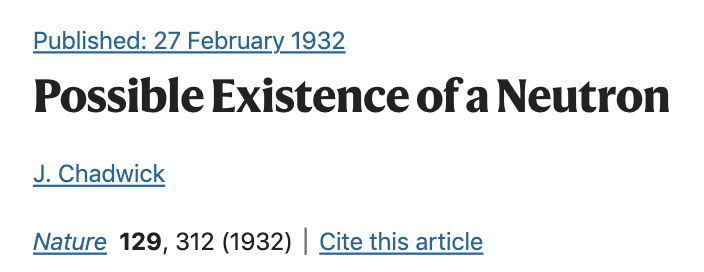 Published: 27 February 1932
Possible Existence of a Neutron
J. Chadwick
Nature 129, 312 (1932) | Cite this article